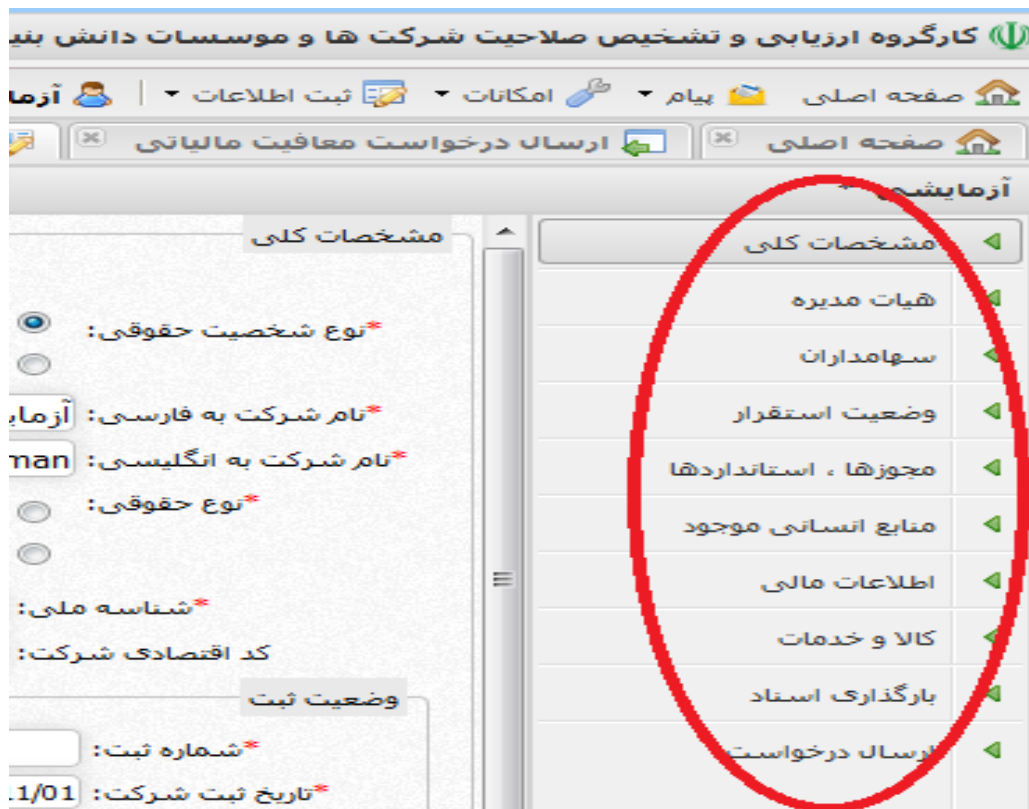 کارگروه ارزیابی و تشخیص صلاحیت شرکت ها و موسسات دانش
صفحه اصلی پیام امکانات ثبت اطلاعات
صفحه اصلی ارسال درخواست معافیت مالیاتی
آزمایشی
مشخصات کلی
هیات مدیره
سهامداران
وضعیت استقرار
مجوزها ، استانداردها
منابع انسانی موجود
اطلاعات مالی
کالا و خدمات
بارگذاری اسناد
ارسال درخواست
مشخصات کلی
*نوع شخصیت حقوقی:
*نام شرکت به فارسی:
*نام شرکت به انگلیسی: man
*نوع حقوقی:
*شناسه ملی:
کد اقتصادی شرکت:
وضعیت ثبت
*شماره ثبت:
*تاریخ ثبت شرکت: 1/01